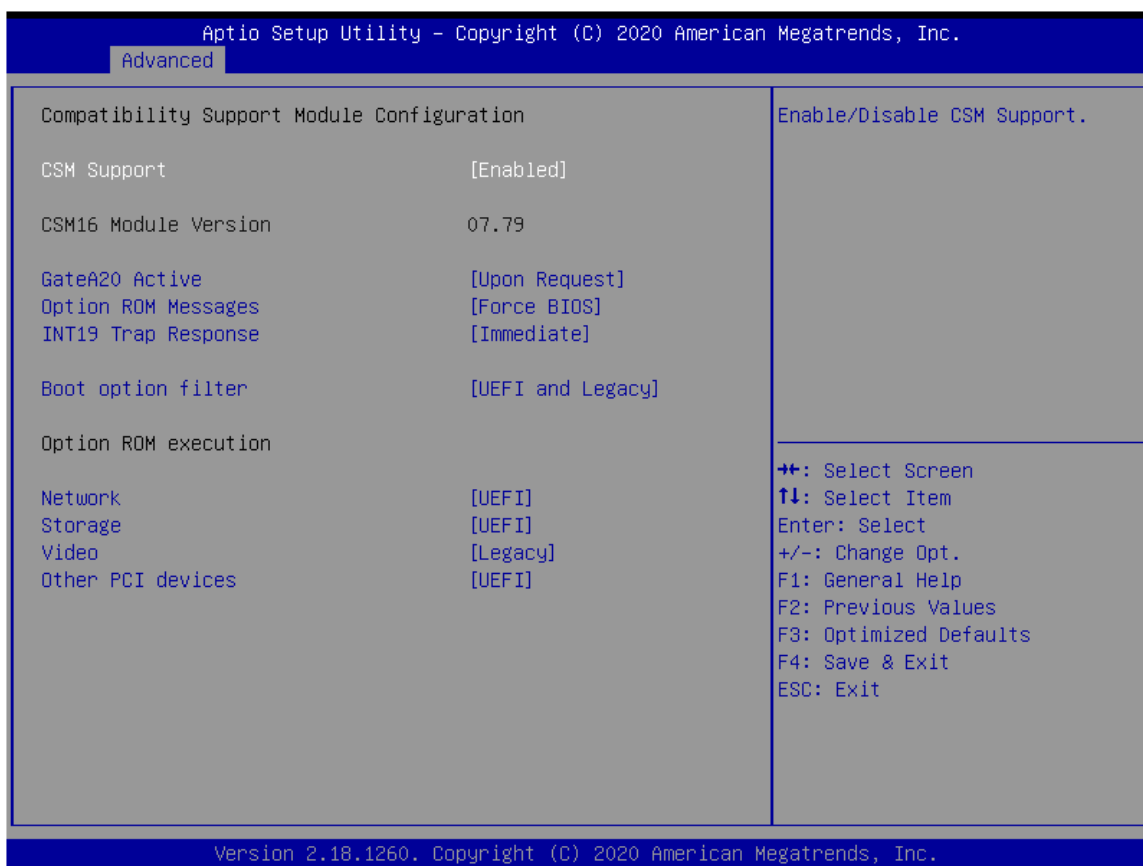 Aptio Setup Utility – Copyright (C) 2020 American Megatrends, Inc.
Advanced
Compatibility Support Module Configuration
CSM Support [Enabled]
CSM16 Module Version 07.79
GateA20 Active [Upon Request]
Option ROM Messages [Force BIOS]
INT19 Trap Response [Immediate]
Boot option filter [UEFI and Legacy]
Option ROM execution
Network [UEFI]
Storage [UEFI]
Video [Legacy]
Other PCI devices [UEFI]
Enable/Disable CSM Support.
→←: Select Screen
↑↓: Select Item
Enter: Select
+/-: Change Opt.
F1: General Help
F2: Previous Values
F3: Optimized Defaults
F4: Save & Exit
ESC: Exit
Version 2.18.1260. Copyright (C) 2020 American Megatrends, Inc.